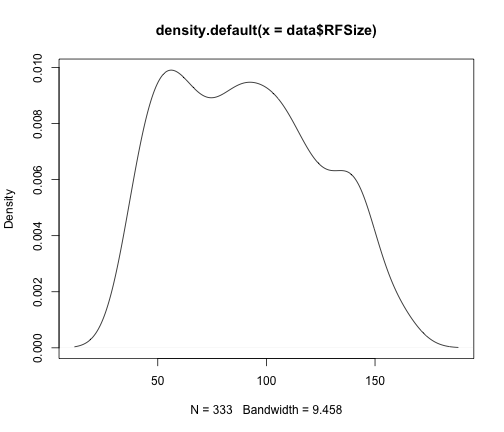 density.default(x = data$RFSize)
Density
0.010
0.008
0.006
0.004
0.002
0.000
50 100 150
N = 333 Bandwidth = 9.458